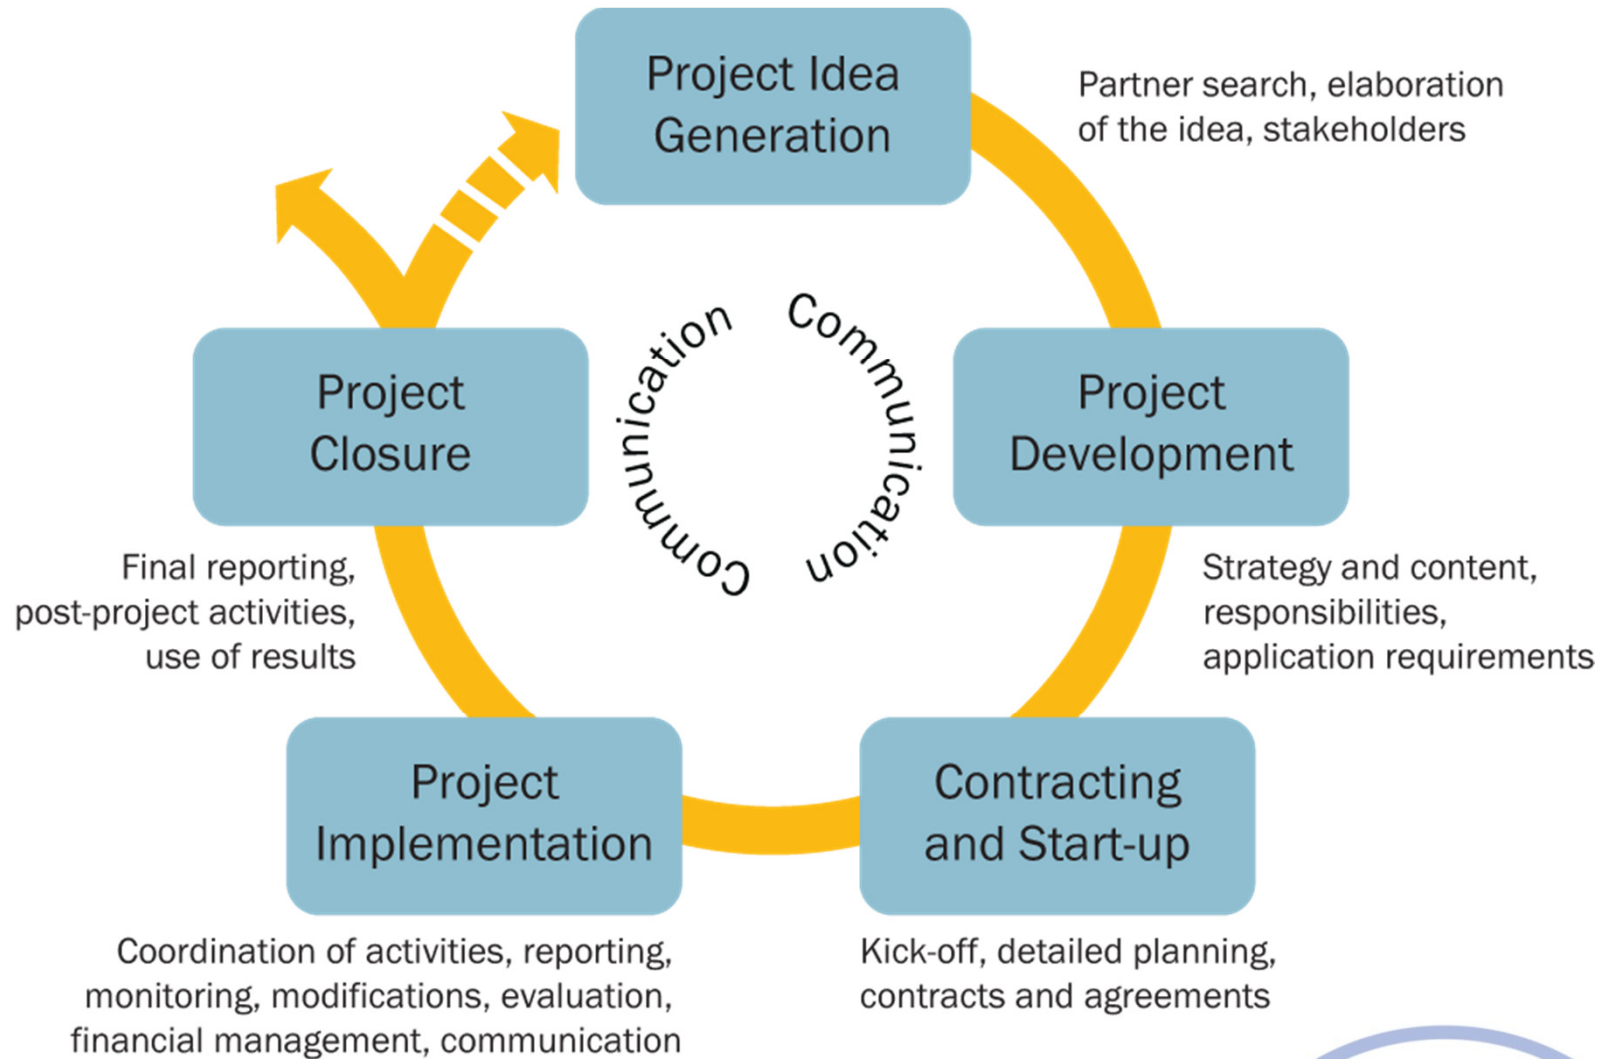 Project Idea
Generation
Partner search, elaboration
of the idea, stakeholders
Project
Development
Strategy and content,
responsibilities,
application requirements
Contracting
and Start-up
Kick-off, detailed planning,
contracts and agreements
Project
Implementation
Coordination of activities, reporting,
monitoring, modifications, evaluation,
financial management, communication
Project
Closure
Final reporting,
post-project activities,
use of results
Communication
Communication